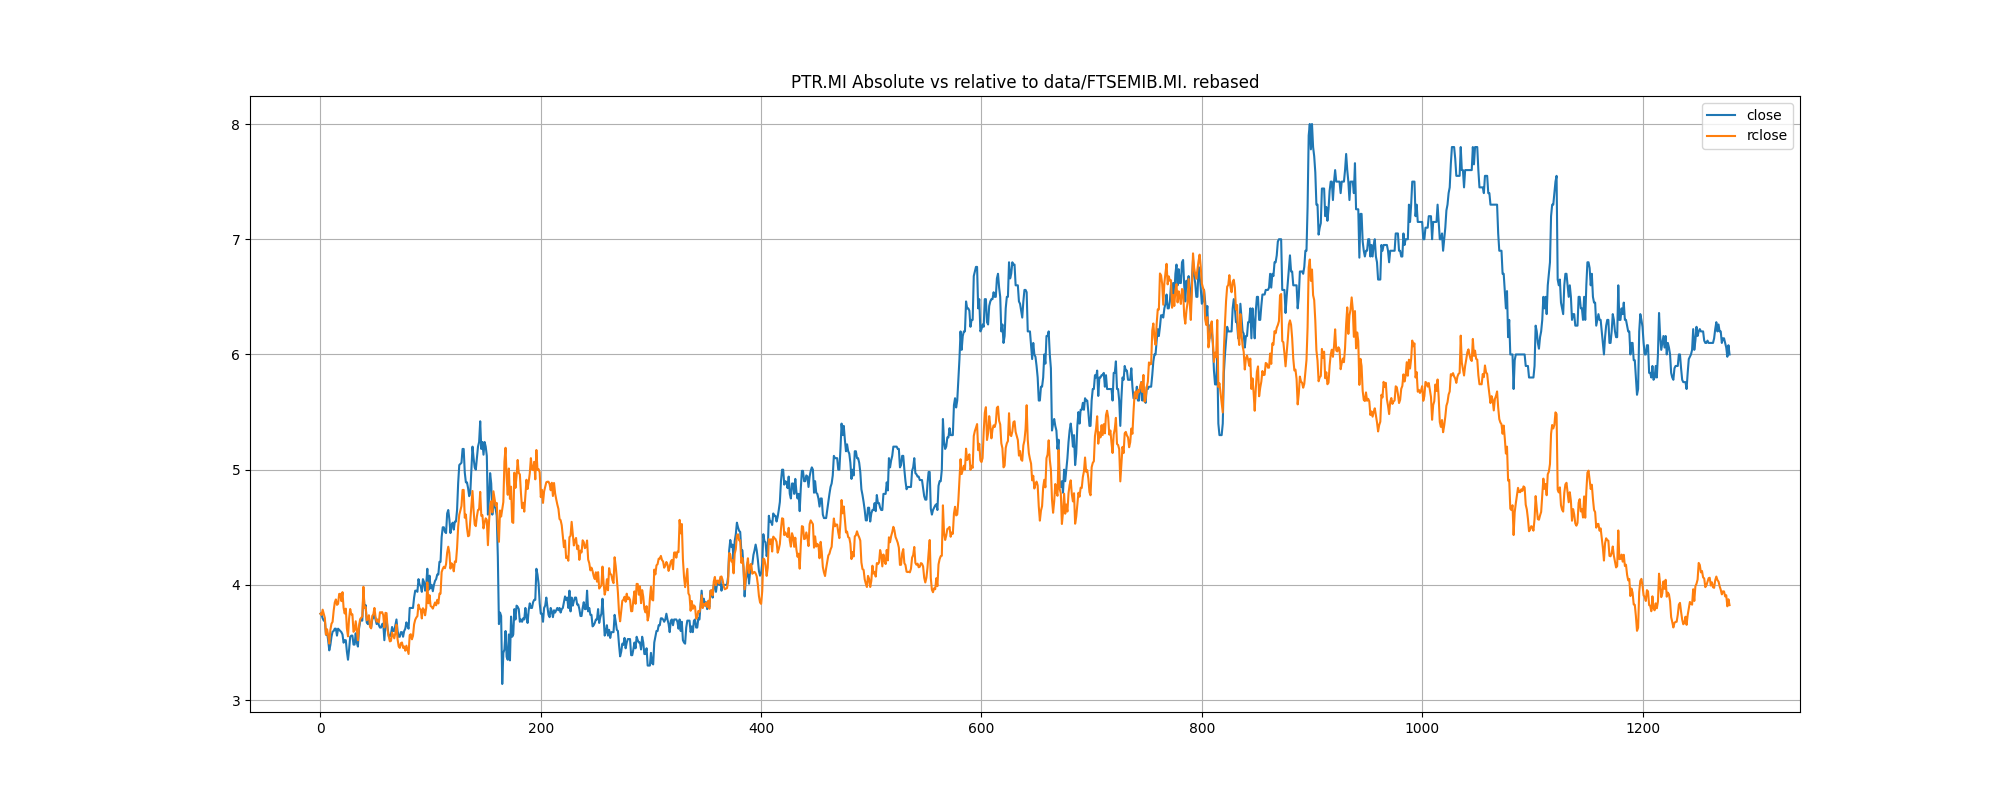 PTR.MI Absolute vs relative to data/FTSEMIB.MI. rebased
close
rclose
8
7
6
5
4
3
0 200 400 600 800 1000 1200